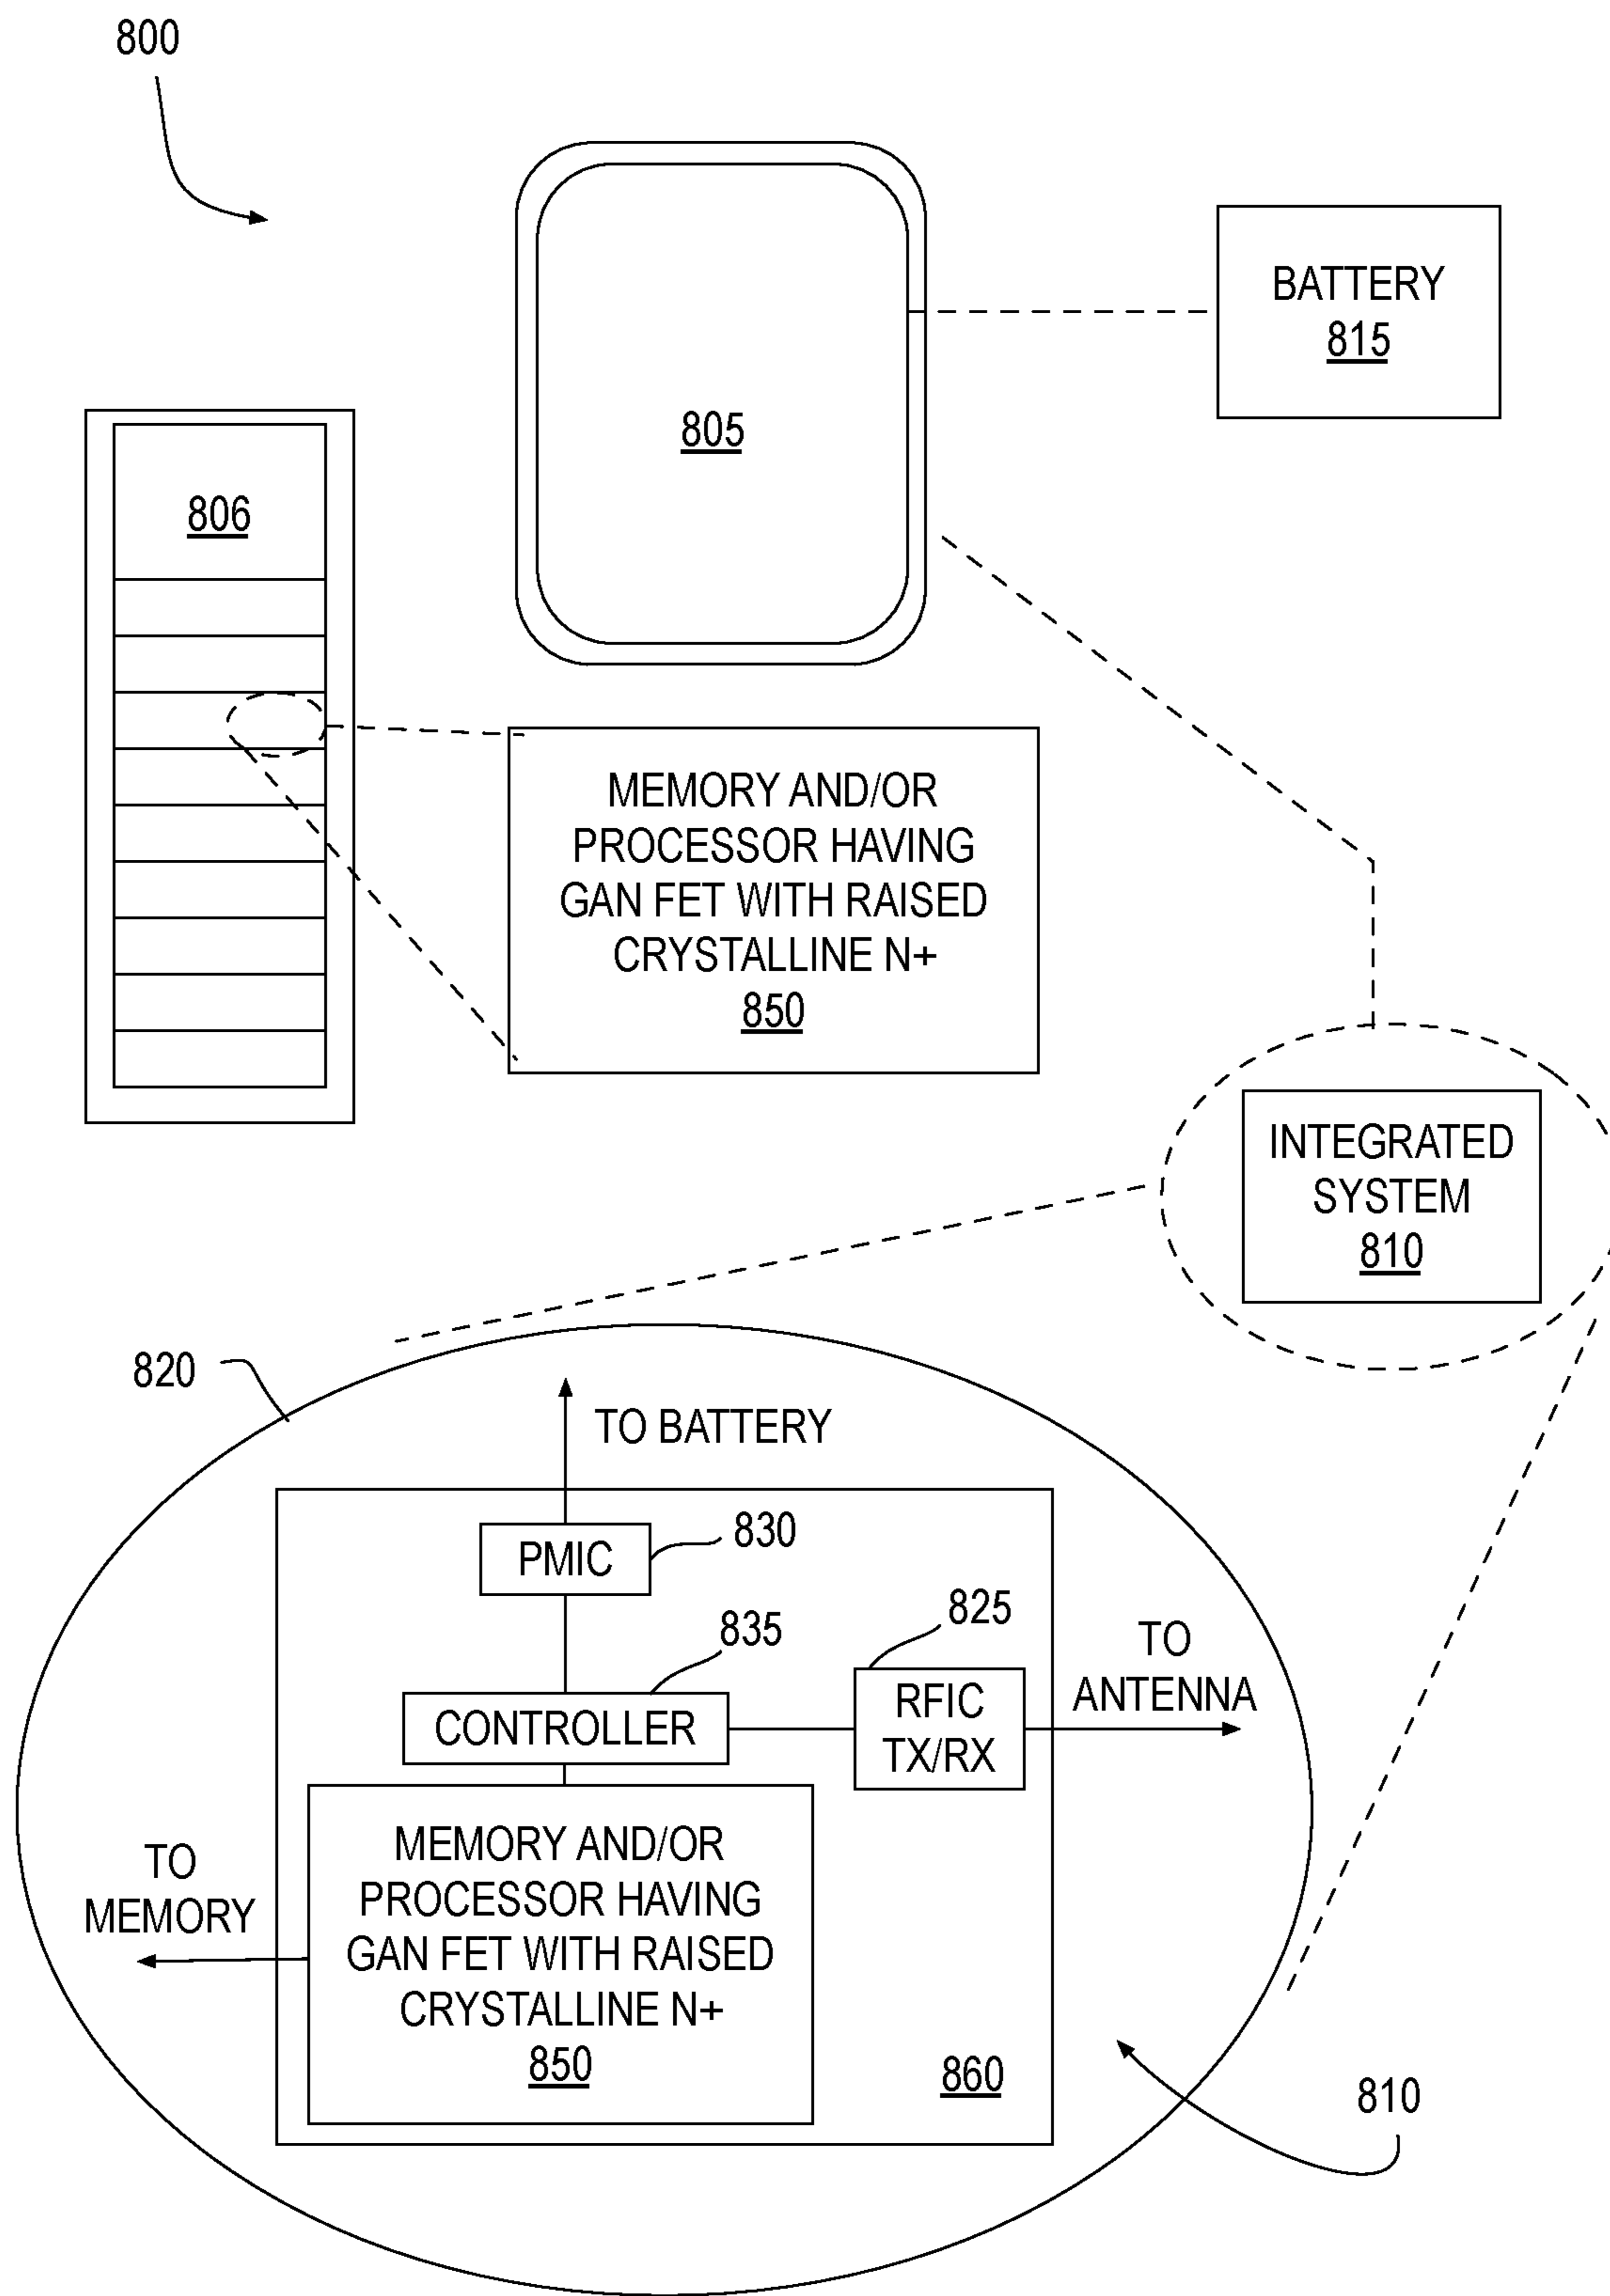 800
BATTERY
815
805
806
MEMORY AND/OR
PROCESSOR HAVING
GAN FET WITH RAISED
CRYSTALLINE N+
850
INTEGRATED
SYSTEM
810
820
TO BATTERY
PMIC
830
825
835
TO
ANTENNA
RFIC
TX/RX
CONTROLLER
TO
MEMORY
MEMORY AND/OR
PROCESSOR HAVING
GAN FET WITH RAISED
CRYSTALLINE N+
850
860
810